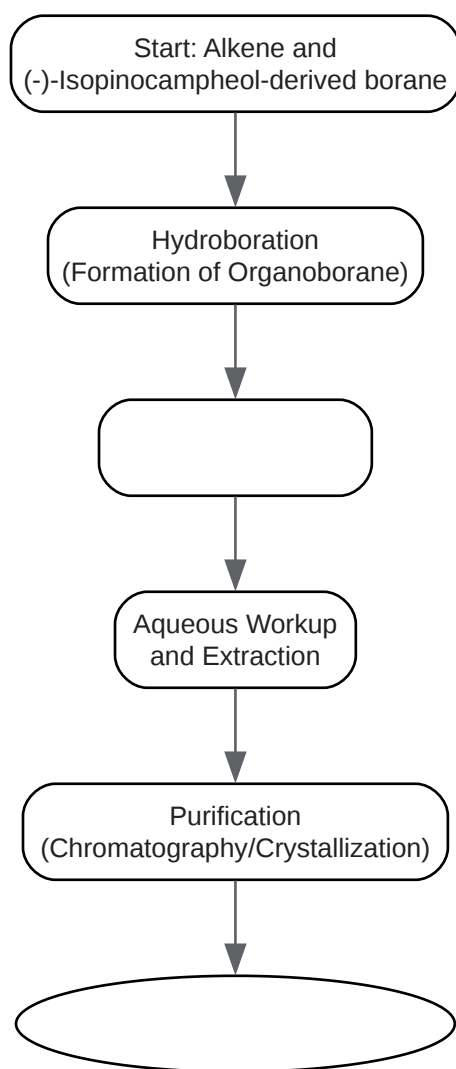 Start: Alkene and
(-)-Isopinocampheol-derived borane
Hydroboration
(Formation of Organoborane)
Aqueous Workup
and Extraction
Purification
(Chromatography/Crystallization)